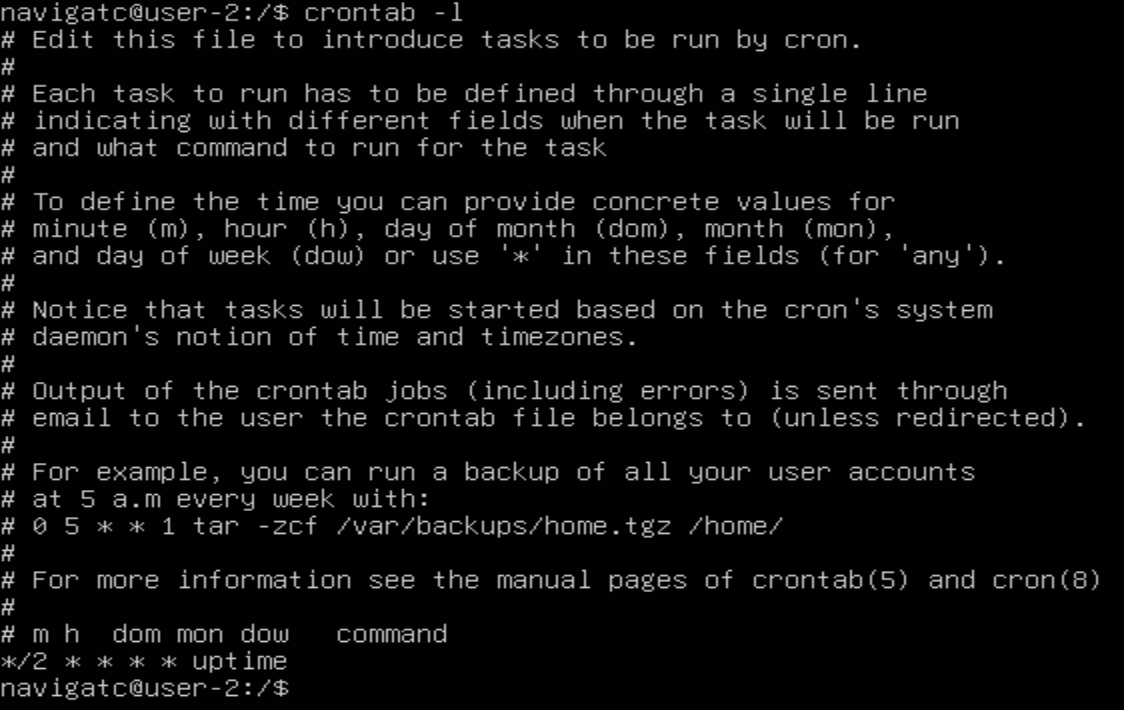 navigatc@user-2:/$ crontab -l
# Edit this file to introduce tasks to be run by cron.
#
# Each task to run has to be defined through a single line
# indicating with different fields when the task will be run
# and what command to run for the task
#
# To define the time you can provide concrete values for
# minute (m), hour (h), day of month (dom), month (mon),
# and day of week (dow) or use '*' in these fields (for 'any').
#
# Notice that tasks will be started based on the cron's system
# daemon's notion of time and timezones.
#
# Output of the crontab jobs (including errors) is sent through
# email to the user the crontab file belongs to (unless redirected).
#
# For example, you can run a backup of all your user accounts
# at 5 a.m every week with:
# 0 5 * * 1 tar -zcf /var/backups/home.tgz /home/
#
# For more information see the manual pages of crontab(5) and cron(8)
#
# m h  dom mon dow   command
*/2 * * * * uptime
navigatc@user-2:/$